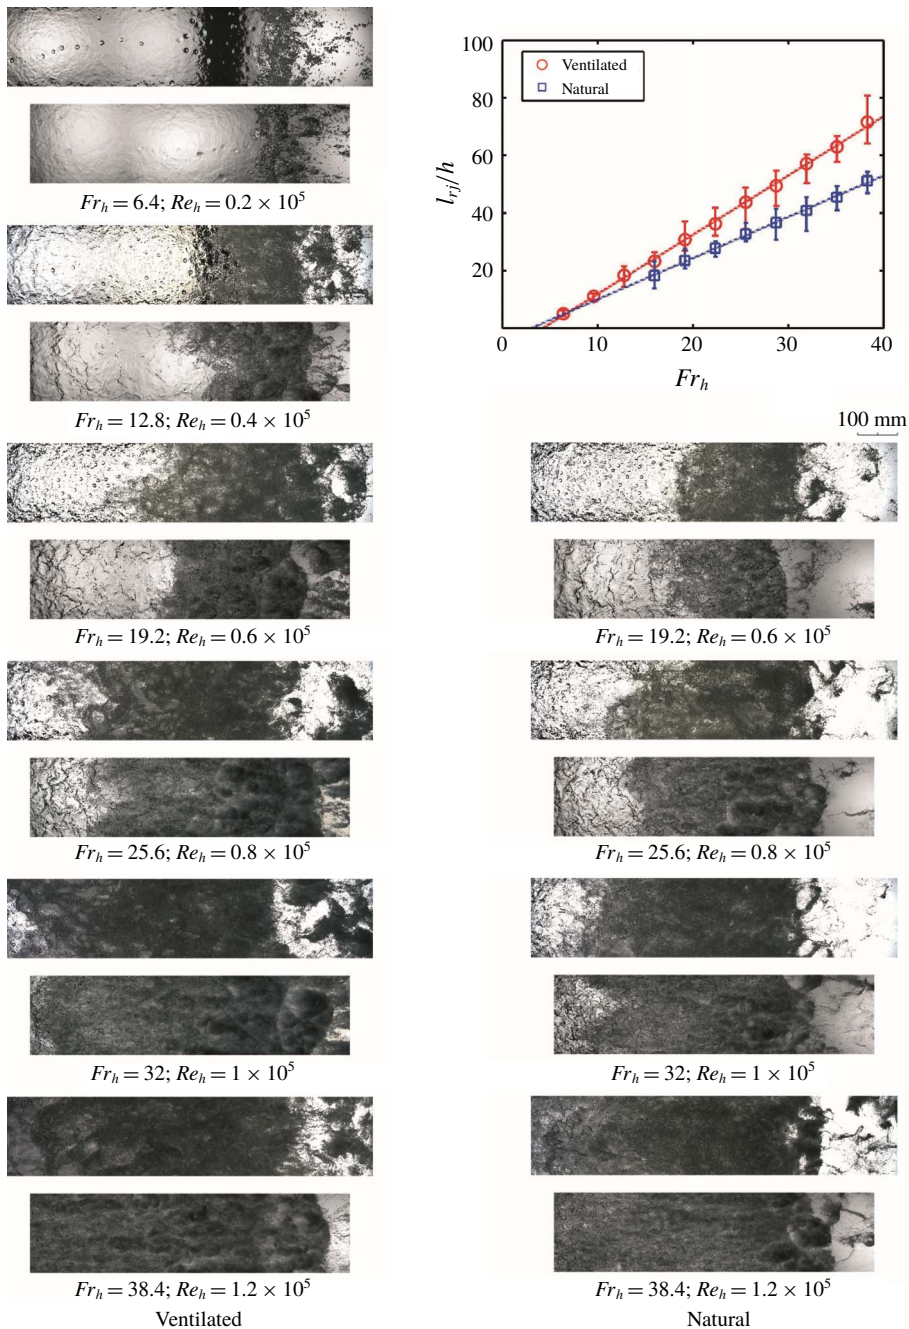 100
80
60
40
20
0
10
20
30
40
l_{rj}/h
Fr_h
Ventilated
Natural
Fr_h = 6.4; Re_h = 0.2 × 10^5
Fr_h = 12.8; Re_h = 0.4 × 10^5
100 mm
Fr_h = 19.2; Re_h = 0.6 × 10^5
Fr_h = 19.2; Re_h = 0.6 × 10^5
Fr_h = 25.6; Re_h = 0.8 × 10^5
Fr_h = 25.6; Re_h = 0.8 × 10^5
Fr_h = 32; Re_h = 1 × 10^5
Fr_h = 32; Re_h = 1 × 10^5
Fr_h = 38.4; Re_h = 1.2 × 10^5
Fr_h = 38.4; Re_h = 1.2 × 10^5
Ventilated
Natural